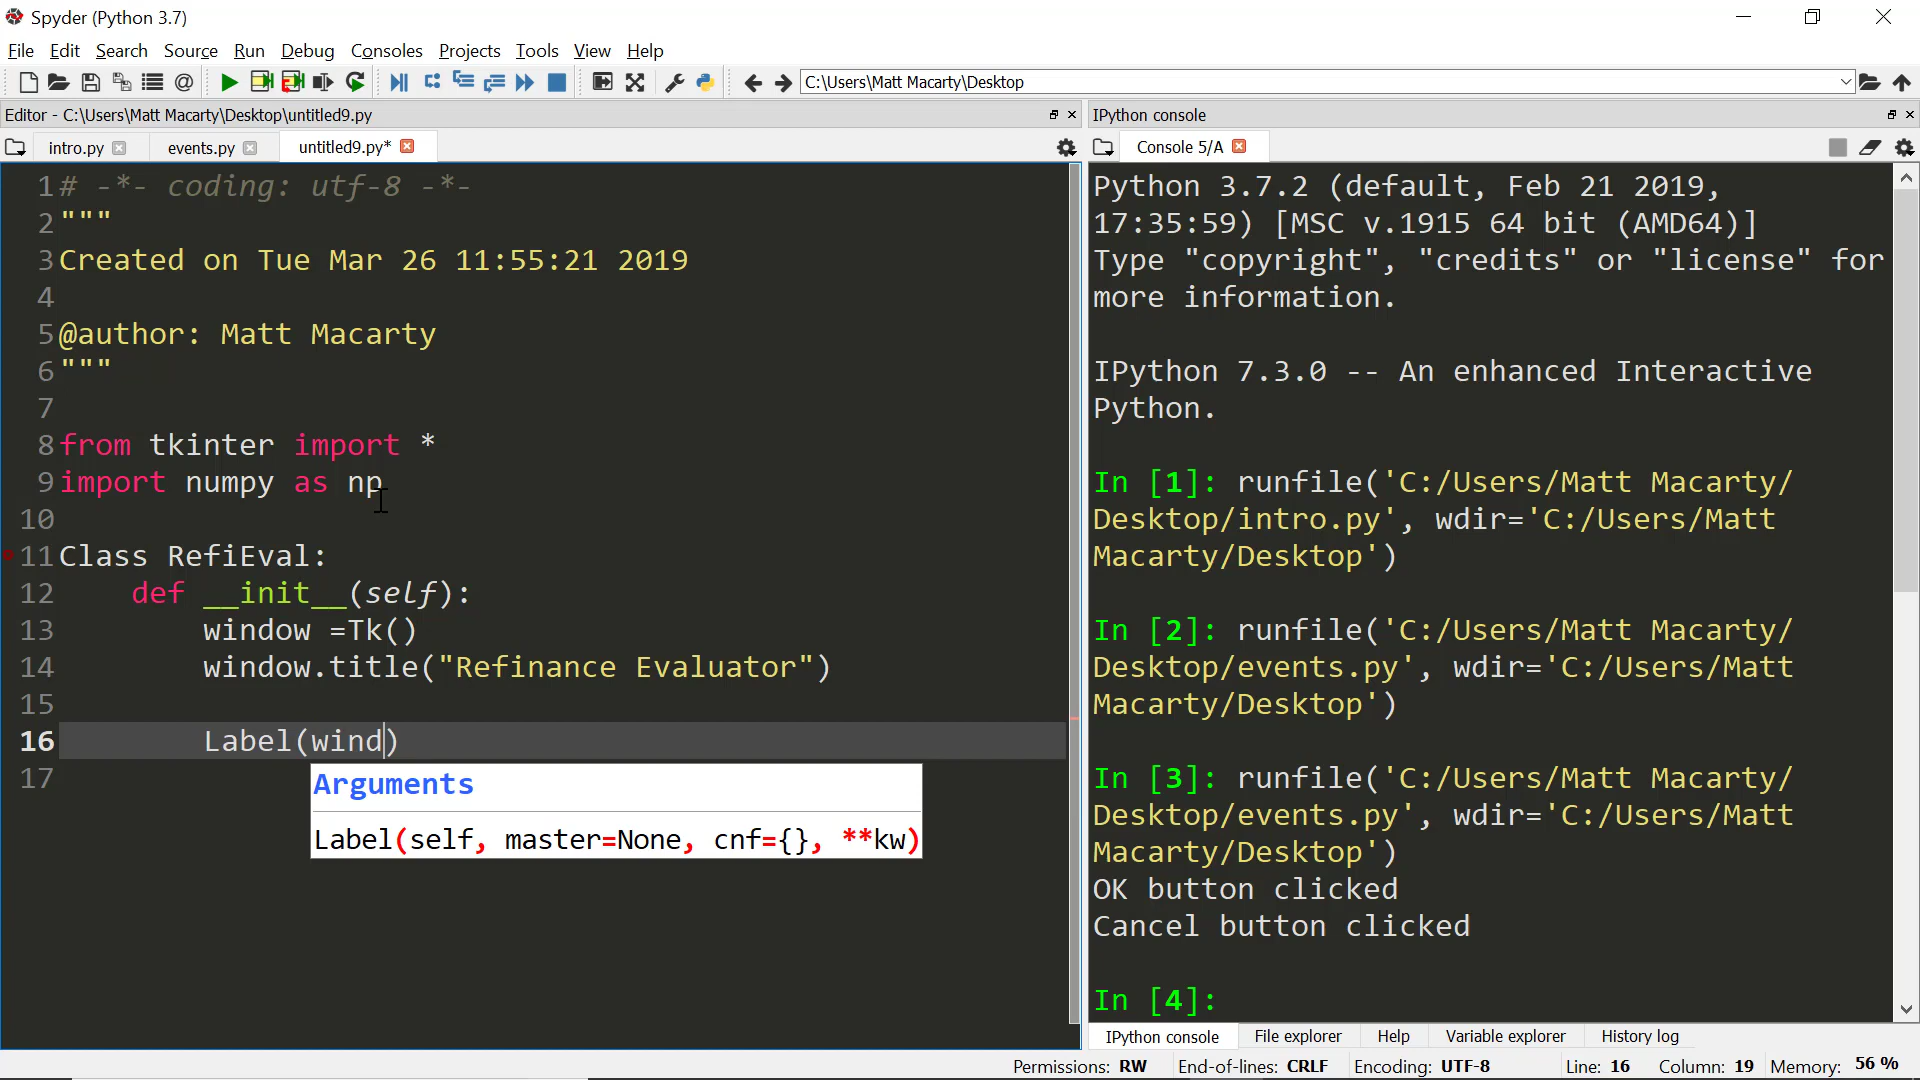 Spyder (Python 3.7)
File Edit Search Source Run Debug Consoles Projects Tools View Help
C:\Users\Matt Macarty\Desktop
Editor - C:\Users\Matt Macarty\Desktop\untitled9.py
intro.py events.py untitled9.py*
1 # -*- coding: utf-8 -*-
2 """
3 Created on Tue Mar 26 11:55:21 2019
4
5 @author: Matt Macarty
6 """
7
8 from tkinter import *
9 import numpy as np
10
11 Class RefiEval:
12 def __init__(self):
13 window =Tk()
14 window.title("Refinance Evaluator")
15
16 Label(wind)
17
Arguments
Label(self, master=None, cnf={}, **kw)
IPython console
Console 5/A
Python 3.7.2 (default, Feb 21 2019,
17:35:59) [MSC v.1915 64 bit (AMD64)]
Type "copyright", "credits" or "license" for
more information.
IPython 7.3.0 -- An enhanced Interactive
Python.
In [1]: runfile('C:/Users/Matt Macarty/
Desktop/intro.py', wdir='C:/Users/Matt
Macarty/Desktop')
In [2]: runfile('C:/Users/Matt Macarty/
Desktop/events.py', wdir='C:/Users/Matt
Macarty/Desktop')
In [3]: runfile('C:/Users/Matt Macarty/
Desktop/events.py', wdir='C:/Users/Matt
Macarty/Desktop')
OK button clicked
Cancel button clicked
In [4]:
IPython console File explorer Help Variable explorer History log
Permissions: RW End-of-lines: CRLF Encoding: UTF-8 Line: 16 Column: 19 Memory: 56 %